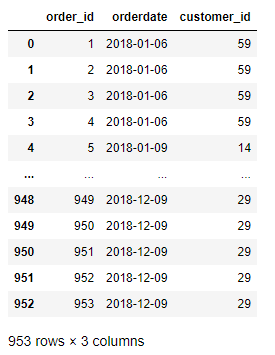 order_id orderdate customer_id
0 1 2018-01-06 59
1 2 2018-01-06 59
2 3 2018-01-06 59
3 4 2018-01-06 59
4 5 2018-01-09 14
... ... ... ...
948 949 2018-12-09 29
949 950 2018-12-09 29
950 951 2018-12-09 29
951 952 2018-12-09 29
952 953 2018-12-09 29
953 rows × 3 columns